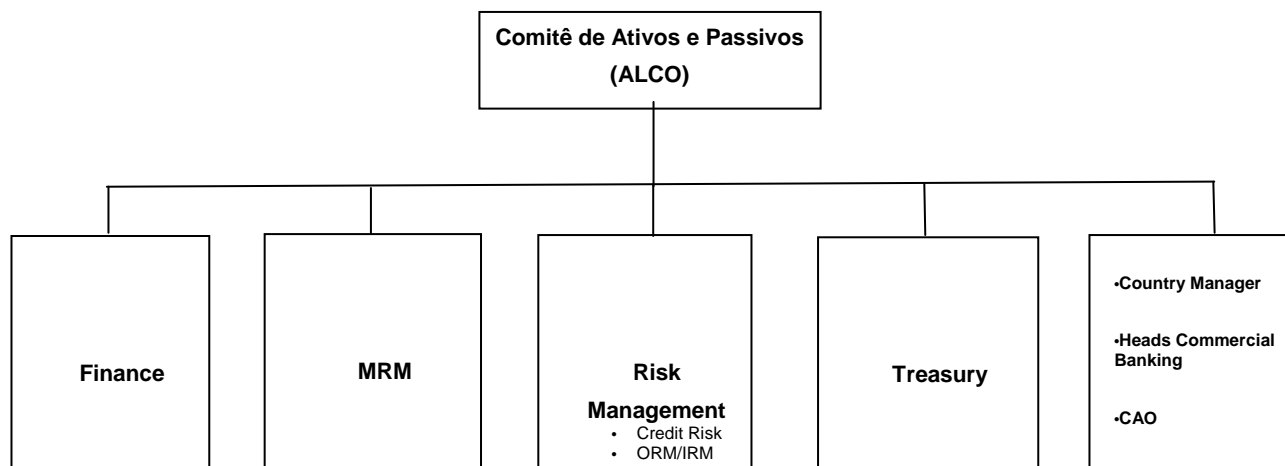 Comitê de Ativos e Passivos
(ALCO)
Finance
MRM
Risk
Management
• Credit Risk
• ORM/IRM
Treasury
•Country Manager
•Heads Commercial
Banking
•CAO